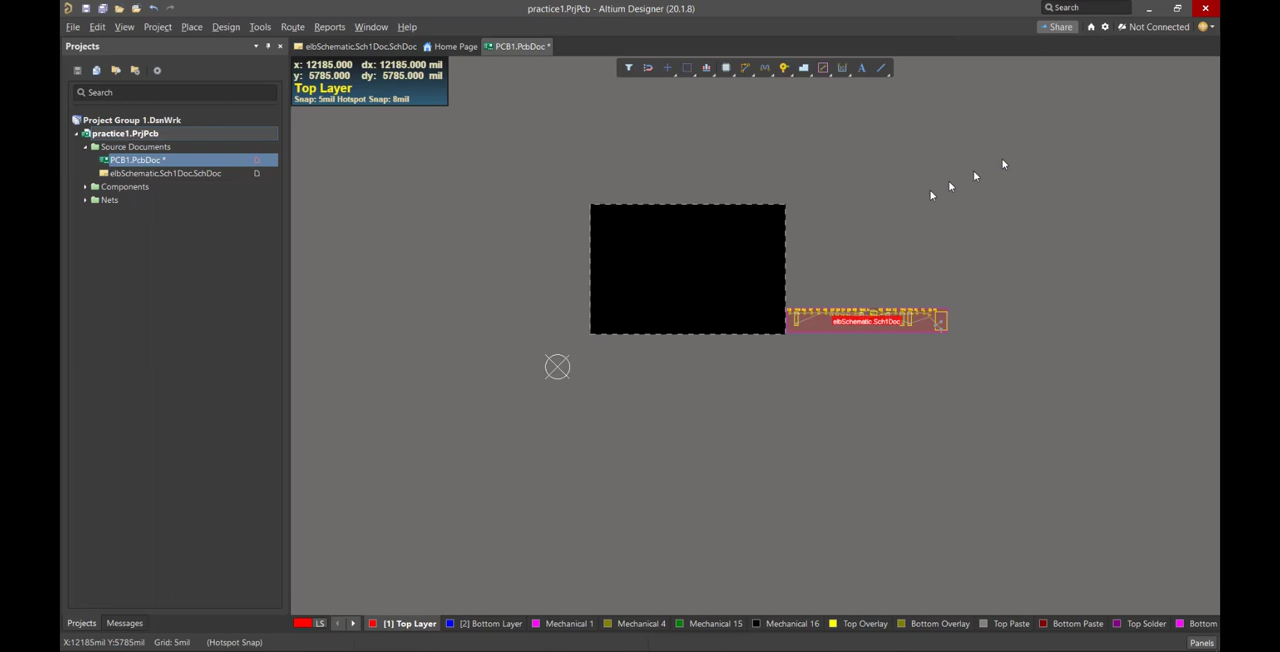 practice1.PrjPcb - Altium Designer (20.1.8)
Search
File Edit View Project Place Design Tools Route Reports Window Help
Share
Not Connected
Projects
elbSchematic.Sch1Doc.SchDoc
Home Page
PCB1.PcbDoc *
x: 12185.000 dx: 12185.000 mil
y: 5785.000 dy: 5785.000 mil
Top Layer
Snap: 5mil Hotspot Snap: 8mil
Search
Project Group 1.DsnWrk
practice1.PrjPcb
Source Documents
PCB1.PcbDoc *
elbSchematic.Sch1Doc.SchDoc
Components
Nets
elbSchematic.Sch1Doc
Projects Messages
LS [1] Top Layer [2] Bottom Layer Mechanical 1 Mechanical 4 Mechanical 15 Mechanical 16 Top Overlay Bottom Overlay Top Paste Bottom Paste Top Solder Bottom
X:12185mil Y:5785mil Grid: 5mil (Hotspot Snap)
Panels